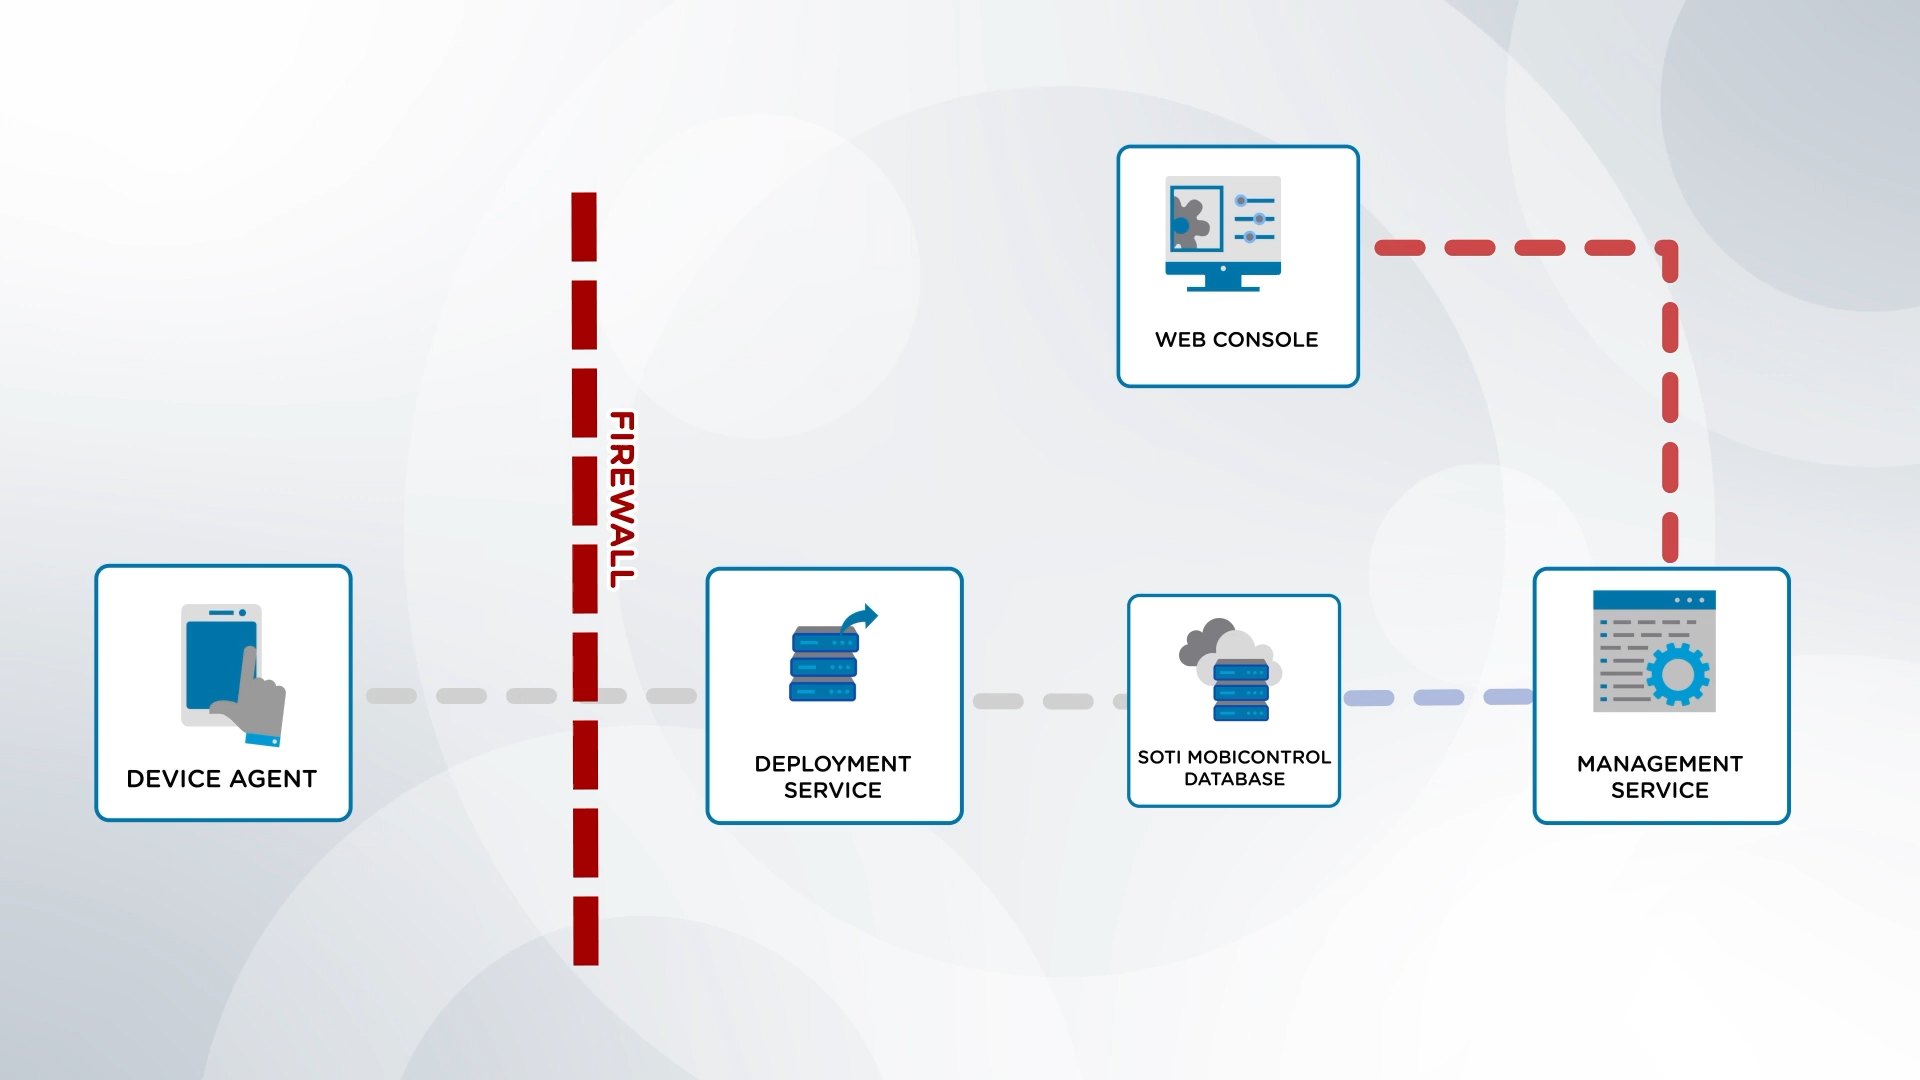 WEB CONSOLE
FIREWALL
DEVICE AGENT
DEPLOYMENT
SERVICE
SOTI MOBICONTROL
DATABASE
MANAGEMENT
SERVICE